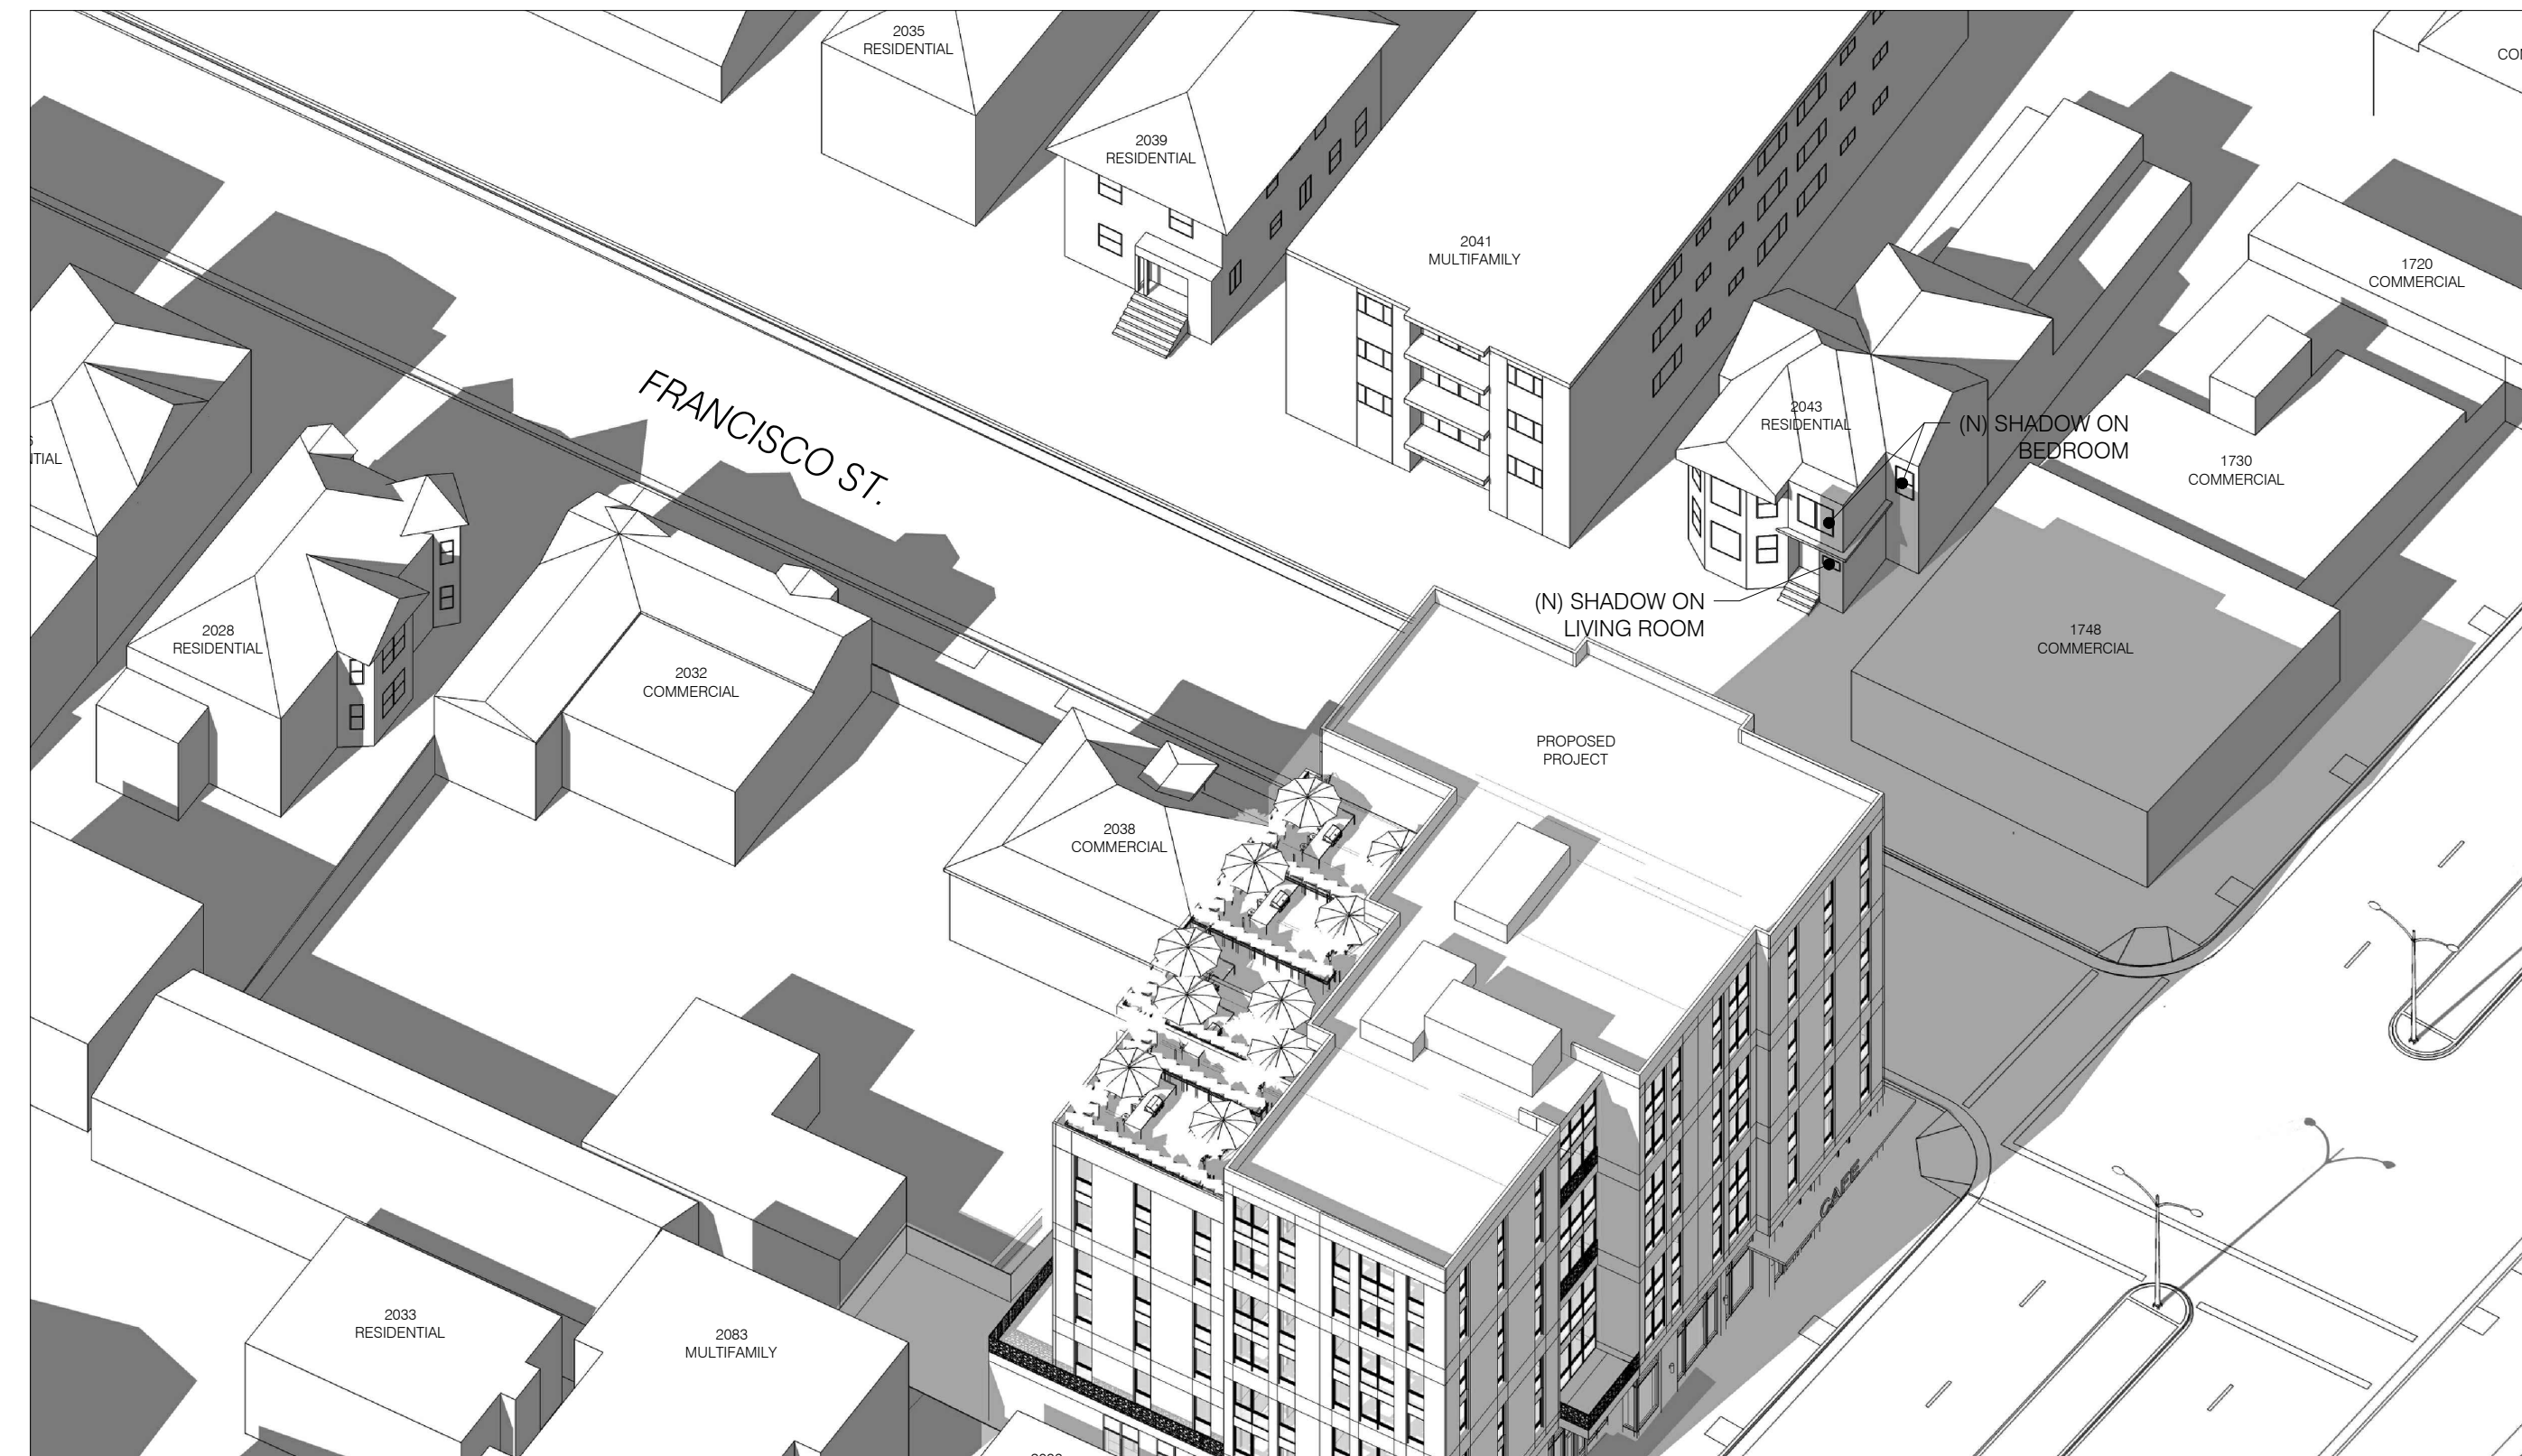 2035
RESIDENTIAL
2039
RESIDENTIAL
2041
MULTIFAMILY
1720
COMMERCIAL
FRANCISCO ST.
2043
RESIDENTIAL
(N) SHADOW ON
BEDROOM
1730
COMMERCIAL
(N) SHADOW ON
LIVING ROOM
2028
RESIDENTIAL
2032
COMMERCIAL
1748
COMMERCIAL
PROPOSED
PROJECT
2038
COMMERCIAL
CAFE
2033
RESIDENTIAL
2083
MULTIFAMILY